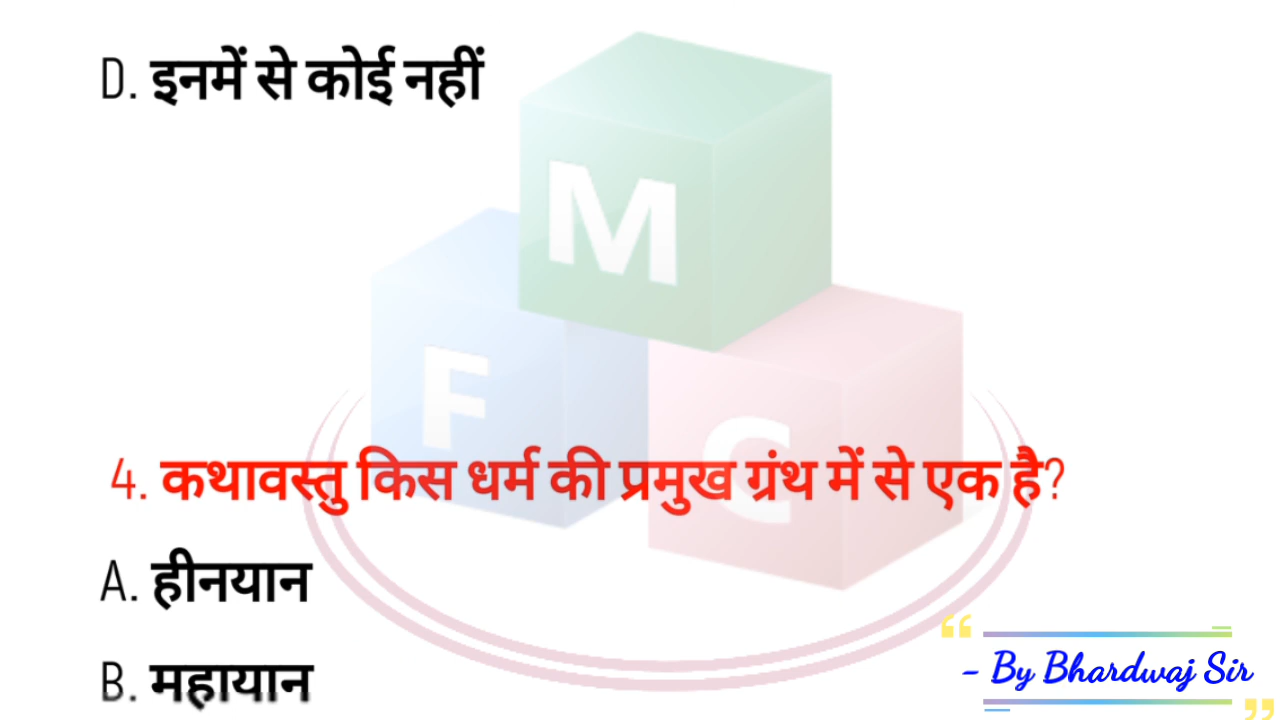 D. इनमें से कोई नहीं
M
F
C
4. कथावस्तु किस धर्म की प्रमुख ग्रंथ में से एक है?
A. हीनयान
B. महायान
“
- By Bhardwaj Sir
”